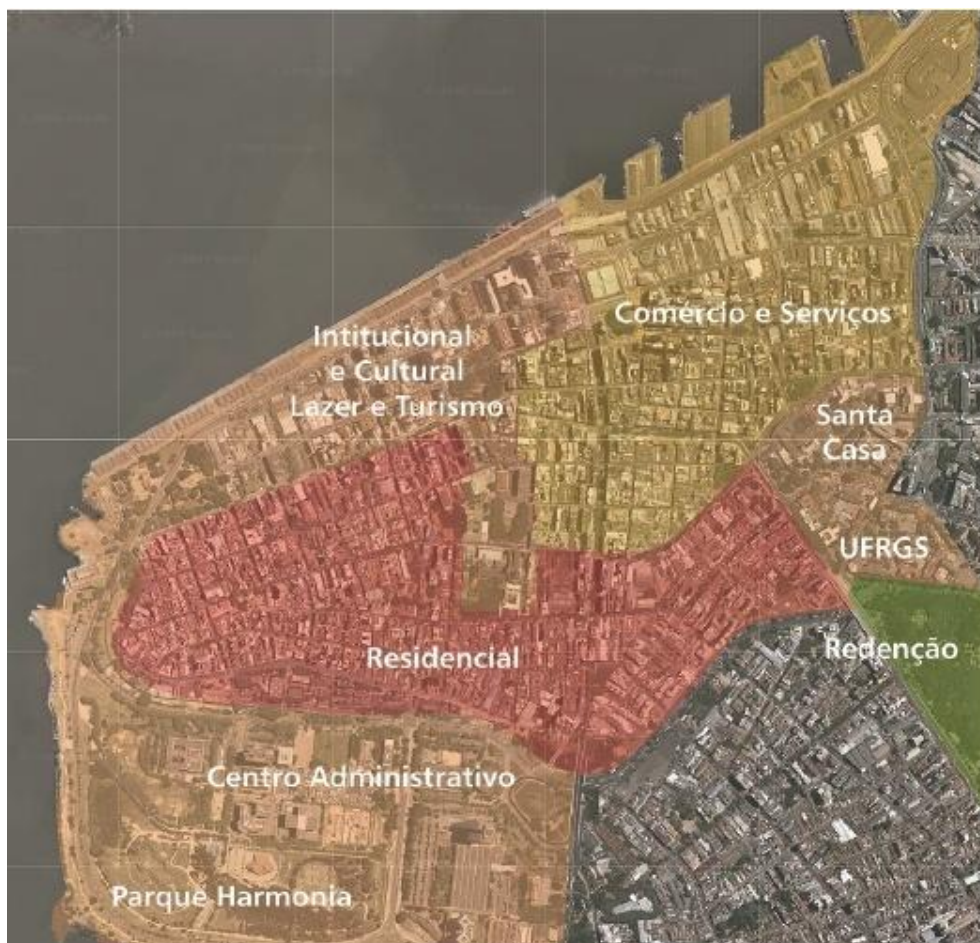 Comércio e Serviços
Intitucional
e Cultural
Lazer e Turismo
Santa
Casa
UFRGS
Redenção
Residencial
Centro Administrativo
Parque Harmonia